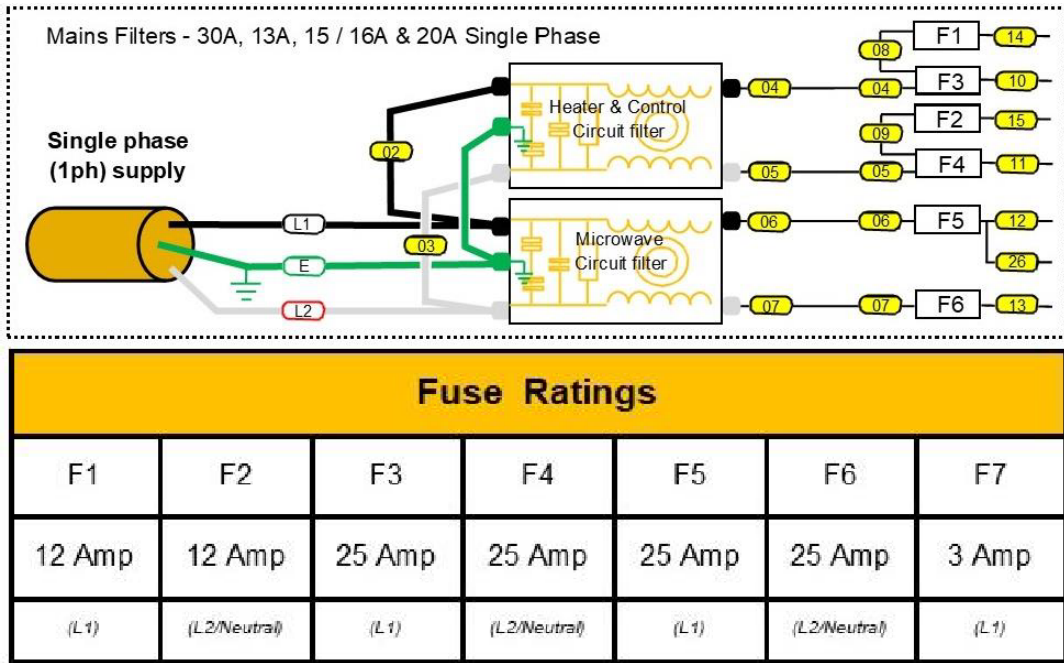 Mains Filters - 30A, 13A, 15 / 16A & 20A Single Phase
Single phase
(1ph) supply
L1
E
L2
02
03
Heater & Control
Circuit filter
Microwave
Circuit filter
04
05
06
07
08
04
09
05
06
07
F1
F3
F2
F4
F5
F6
14
10
15
11
12
26
13
Fuse Ratings
F1 F2 F3 F4 F5 F6 F7
12 Amp 12 Amp 25 Amp 25 Amp 25 Amp 25 Amp 3 Amp
(L1) (L2/Neutral) (L1) (L2/Neutral) (L1) (L2/Neutral) (L1)